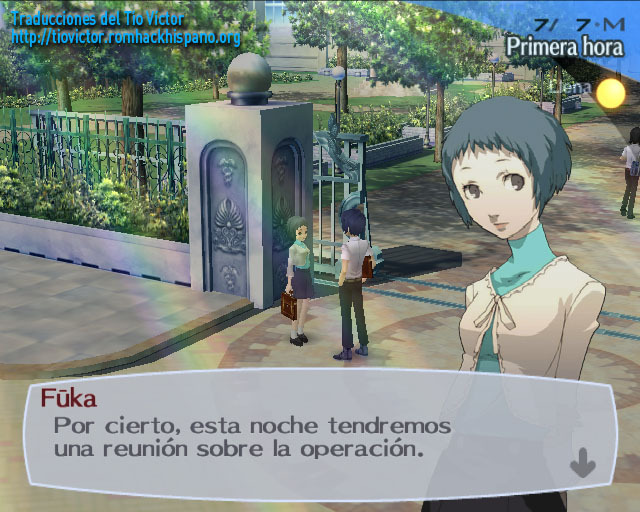 Traducciones del Tío Victor
http://tiovictor.romhackhispano.org
7/ 7·M
Primera hora
Llena
Fūka
Por cierto, esta noche tendremos
una reunión sobre la operación.